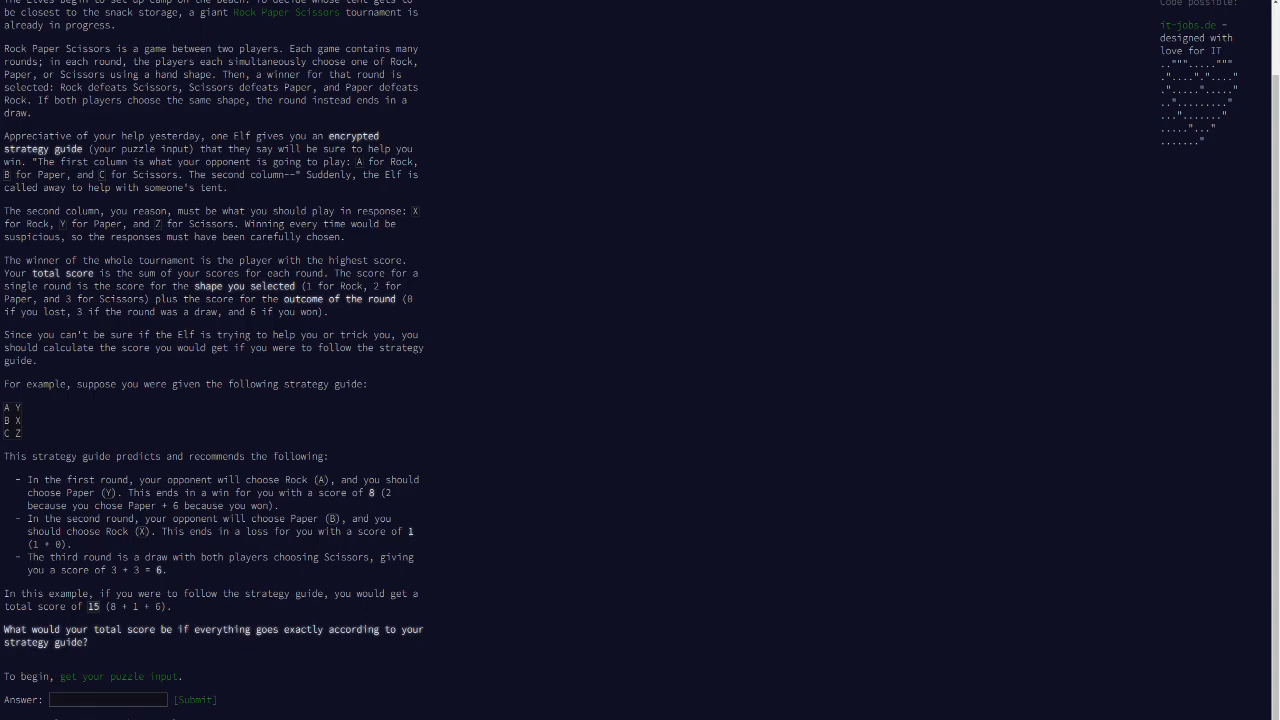 The Elves begin to set up camp on the beach. To decide whose tent gets to
be closest to the snack storage, a giant Rock Paper Scissors tournament is
already in progress.
Rock Paper Scissors is a game between two players. Each game contains many
rounds; in each round, the players each simultaneously choose one of Rock,
Paper, or Scissors using a hand shape. Then, a winner for that round is
selected: Rock defeats Scissors, Scissors defeats Paper, and Paper defeats
Rock. If both players choose the same shape, the round instead ends in a
draw.
Appreciative of your help yesterday, one Elf gives you an encrypted
strategy guide (your puzzle input) that they say will be sure to help you
win. "The first column is what your opponent is going to play: A for Rock,
B for Paper, and C for Scissors. The second column--" Suddenly, the Elf is
called away to help with someone's tent.
The second column, you reason, must be what you should play in response: X
for Rock, Y for Paper, and Z for Scissors. Winning every time would be
suspicious, so the responses must have been carefully chosen.
The winner of the whole tournament is the player with the highest score.
Your total score is the sum of your scores for each round. The score for a
single round is the score for the shape you selected (1 for Rock, 2 for
Paper, and 3 for Scissors) plus the score for the outcome of the round (0
if you lost, 3 if the round was a draw, and 6 if you won).
Since you can't be sure if the Elf is trying to help you or trick you, you
should calculate the score you would get if you were to follow the strategy
guide.
For example, suppose you were given the following strategy guide:
A Y
B X
C Z
This strategy guide predicts and recommends the following:
- In the first round, your opponent will choose Rock (A), and you should
choose Paper (Y). This ends in a win for you with a score of 8 (2
because you chose Paper + 6 because you won).
- In the second round, your opponent will choose Paper (B), and you
should choose Rock (X). This ends in a loss for you with a score of 1
(1 + 0).
- The third round is a draw with both players choosing Scissors, giving
you a score of 3 + 3 = 6.
In this example, if you were to follow the strategy guide, you would get a
total score of 15 (8 + 1 + 6).
What would your total score be if everything goes exactly according to your
strategy guide?
To begin, get your puzzle input.
Answer: [Submit]
Code possible:
it-jobs.de -
designed with
love for IT
.."""....."""
."....."."...."
."....."....."
.."........."
..."......."
....."..."
......."